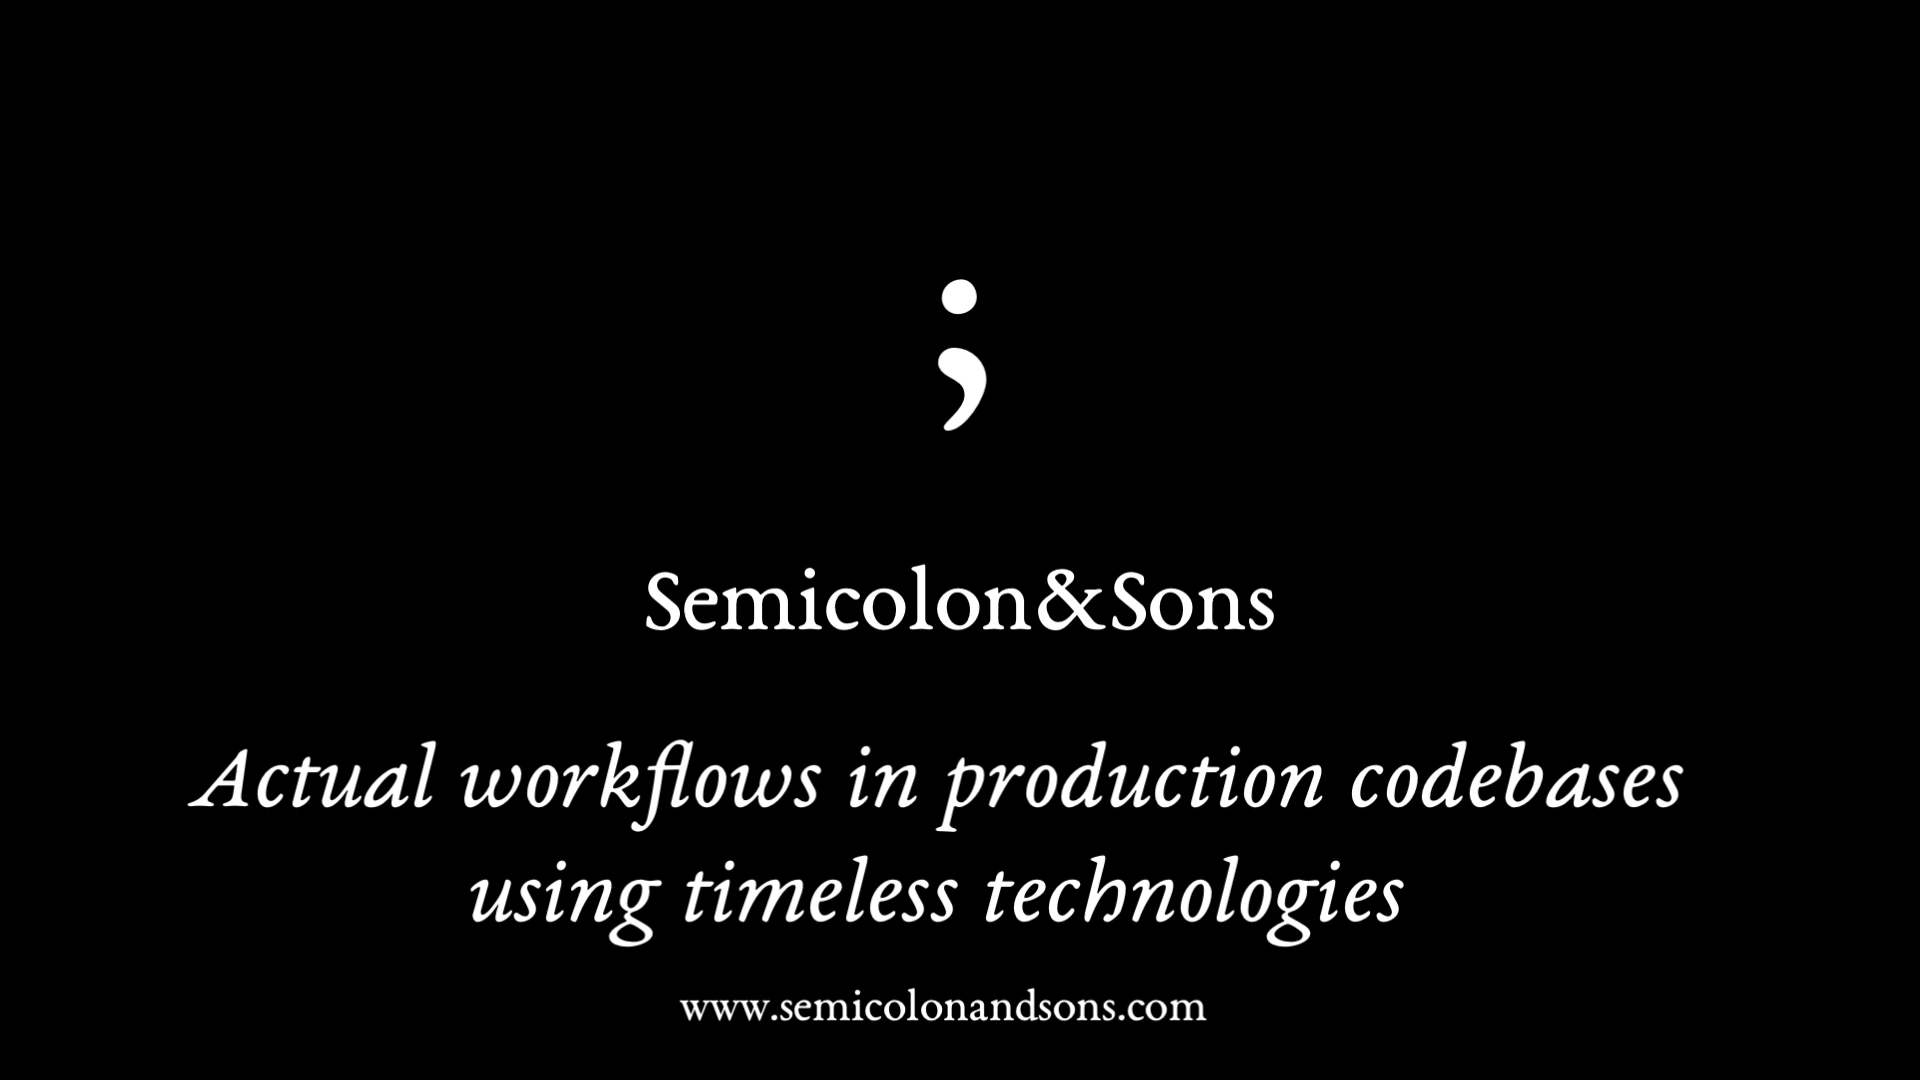 ;
Semicolon&Sons
Actual workflows in production codebases
using timeless technologies
www.semicolonandsons.com